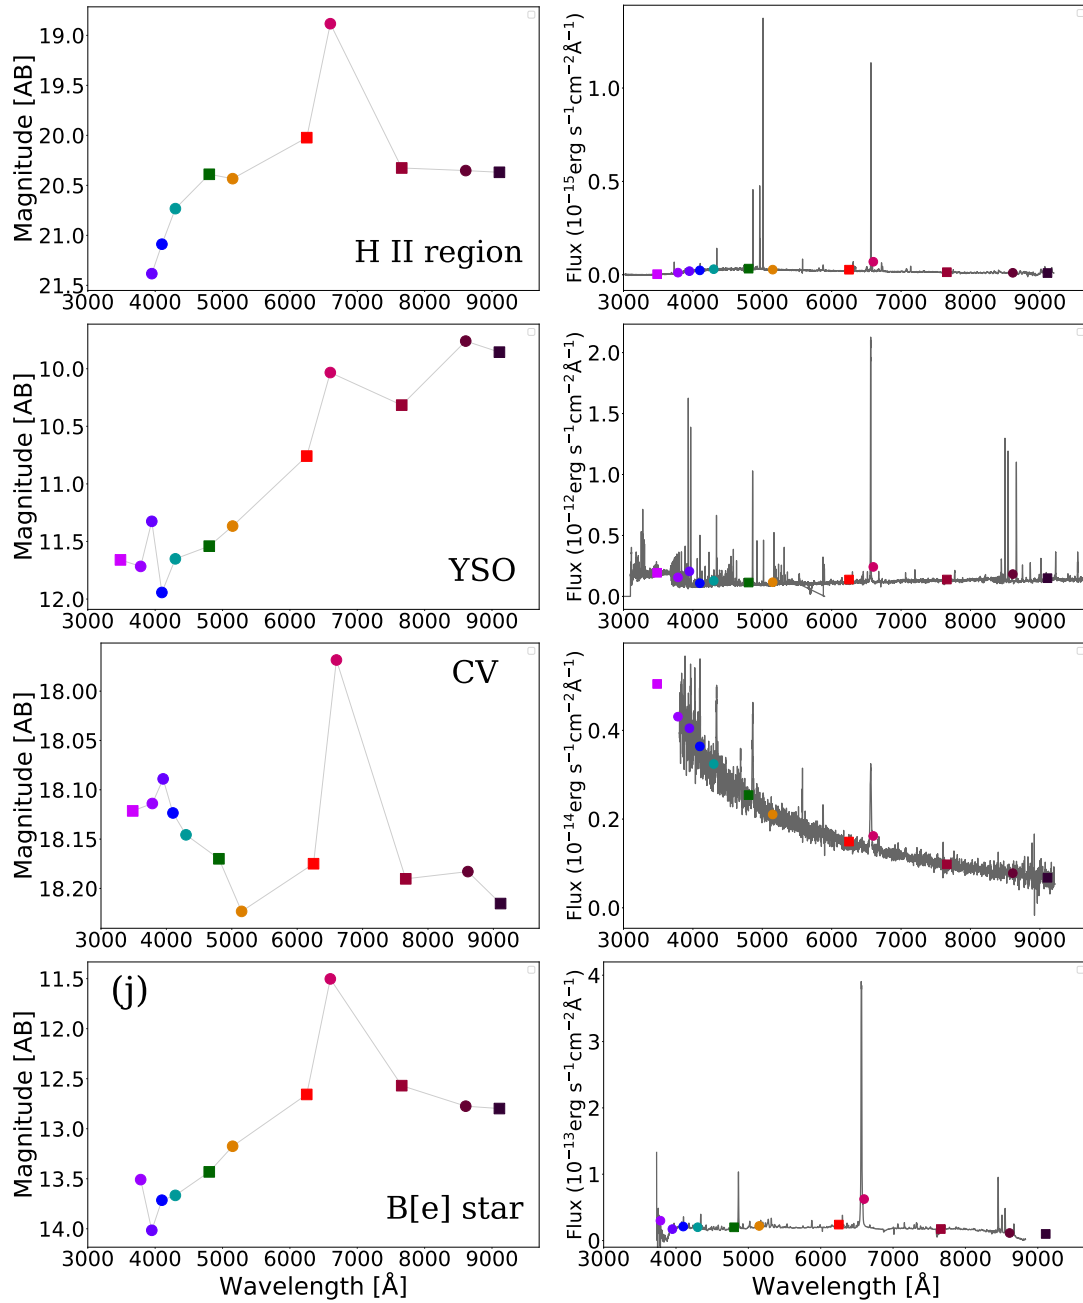 19.0
19.5
20.0
20.5
21.0
21.5
Magnitude [AB]
H II region
3000 4000 5000 6000 7000 8000 9000
1.0
0.5
0.0
Flux (10−15erg s−1cm−2Å−1)
3000 4000 5000 6000 7000 8000 9000
10.0
10.5
11.0
11.5
12.0
Magnitude [AB]
YSO
3000 4000 5000 6000 7000 8000 9000
2.0
1.5
1.0
0.5
0.0
Flux (10−12erg s−1cm−2Å−1)
3000 4000 5000 6000 7000 8000 9000
18.00
18.05
18.10
18.15
18.20
Magnitude [AB]
CV
3000 4000 5000 6000 7000 8000 9000
0.4
0.2
0.0
Flux (10−14erg s−1cm−2Å−1)
3000 4000 5000 6000 7000 8000 9000
(j)
11.5
12.0
12.5
13.0
13.5
14.0
Magnitude [AB]
B[e] star
3000 4000 5000 6000 7000 8000 9000
Wavelength [Å]
4
3
2
1
0
Flux (10−13erg s−1cm−2Å−1)
3000 4000 5000 6000 7000 8000 9000
Wavelength [Å]